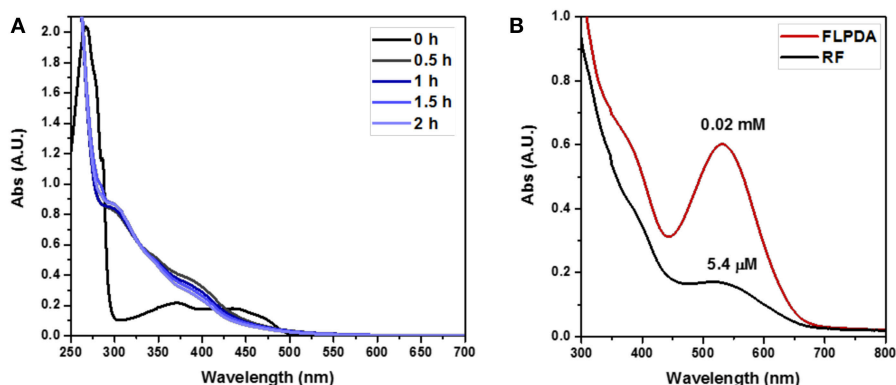 A
Abs (A.U.)
2.0
1.8
1.6
1.4
1.2
1.0
0.8
0.6
0.4
0.2
0.0
250 300 350 400 450 500 550 600 650 700
Wavelength (nm)
0 h
0.5 h
1 h
1.5 h
2 h
B
Abs (A.U.)
1.0
0.8
0.6
0.4
0.2
0.0
300 400 500 600 700 800
Wavelength (nm)
FLPDA
RF
0.02 mM
5.4 μM